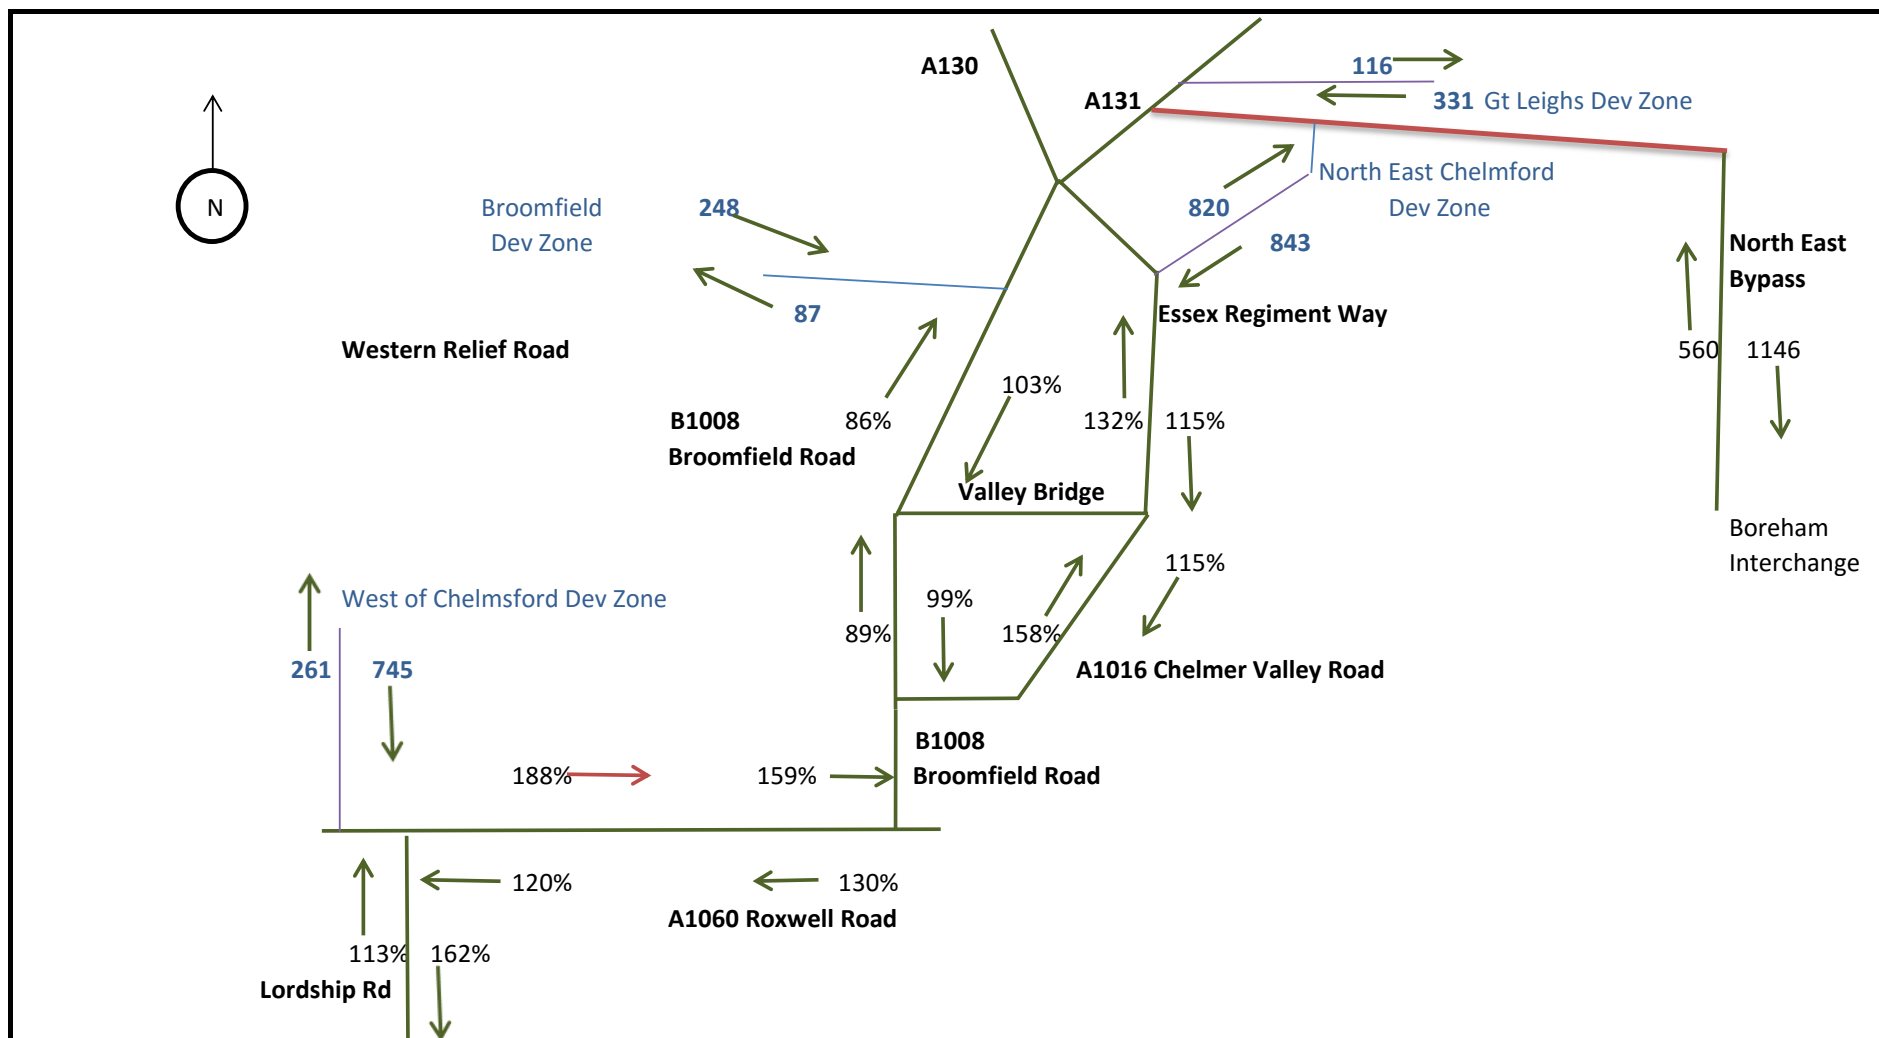 A130
116
A131
331 Gt Leighs Dev Zone
N
Broomfield
Dev Zone
248
820
843
North East Chelmford
Dev Zone
North East
Bypass
87
Essex Regiment Way
Western Relief Road
560
1146
103%
B1008
Broomfield Road
86%
132%
115%
Valley Bridge
Boreham
Interchange
115%
West of Chelmsford Dev Zone
99%
89%
158%
261
745
A1016 Chelmer Valley Road
B1008
Broomfield Road
188%
159%
120%
130%
A1060 Roxwell Road
113%
162%
Lordship Rd